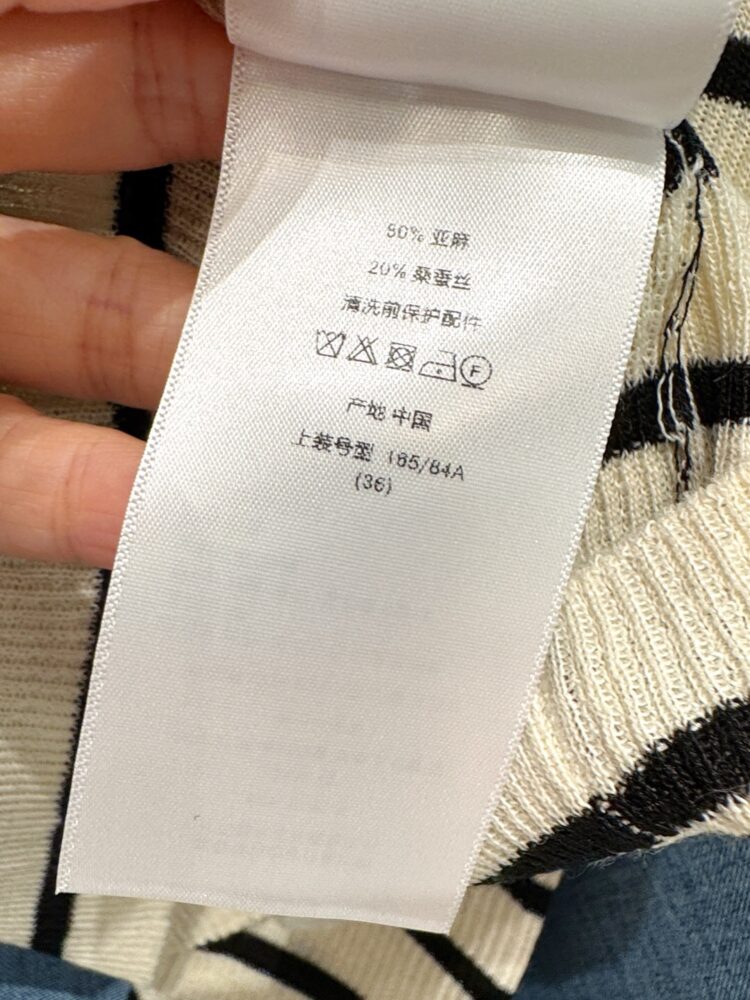 80% 亚麻
20% 桑蚕丝
清洗前保护配件
F
产地 中国
上装号型 165/84A
(36)